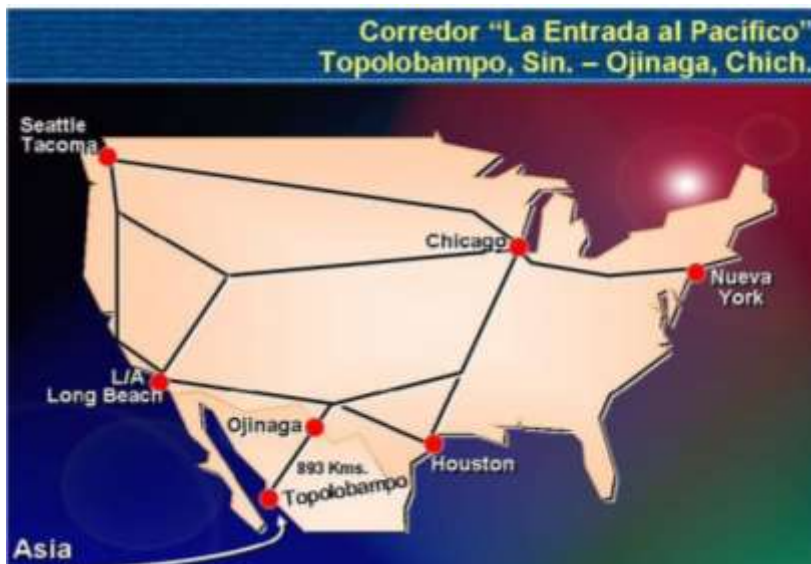 Corredor “La Entrada al Pacífico”
Topolobampo, Sin. – Ojinaga, Chich.
Seattle
Tacoma
Chicago
Nueva
York
L/A
Long Beach
Ojinaga
Houston
893 Kms.
Topolobampo
Asia